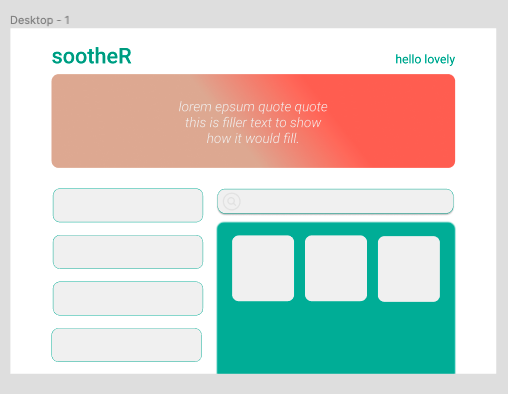 Desktop - 1
sootheR
hello lovely
lorem epsum quote quote
this is filler text to show
how it would fill.